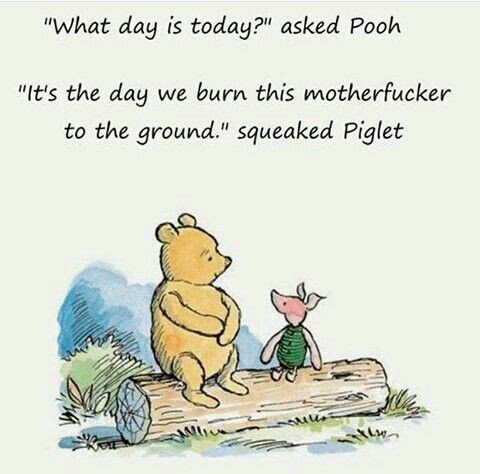 "What day is today?" asked Pooh
"It's the day we burn this motherfucker
to the ground." squeaked Piglet